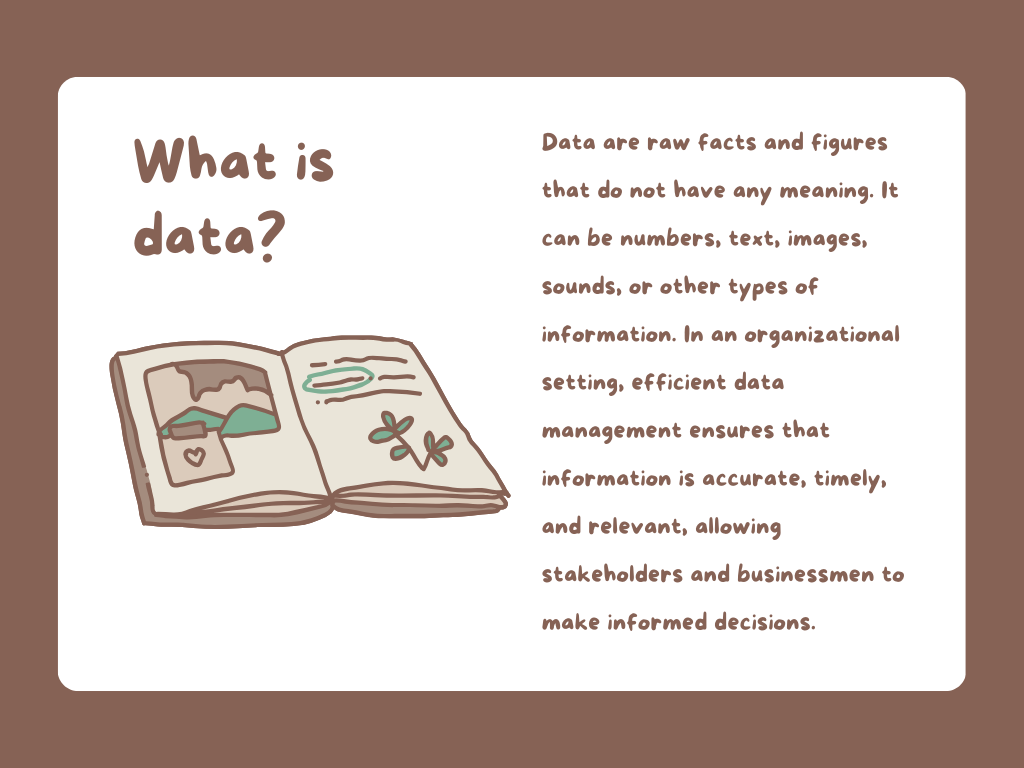 What is
data?
Data are raw facts and figures
that do not have any meaning. It
can be numbers, text, images,
sounds, or other types of
information. In an organizational
setting, efficient data
management ensures that
information is accurate, timely,
and relevant, allowing
stakeholders and businessmen to
make informed decisions.